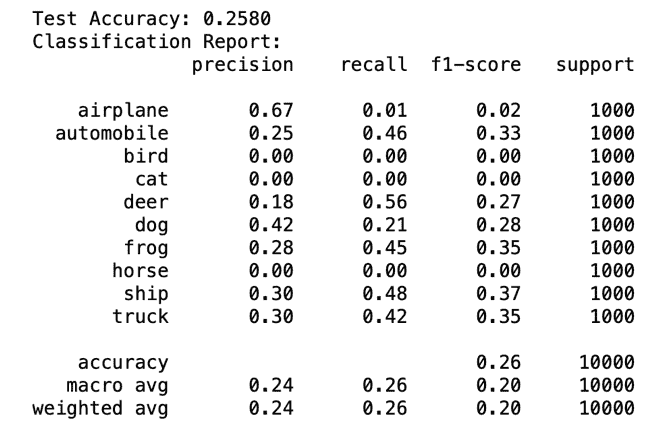 Test Accuracy: 0.2580
Classification Report:
precision recall f1-score support
airplane 0.67 0.01 0.02 1000
automobile 0.25 0.46 0.33 1000
bird 0.00 0.00 0.00 1000
cat 0.00 0.00 0.00 1000
deer 0.18 0.56 0.27 1000
dog 0.42 0.21 0.28 1000
frog 0.28 0.45 0.35 1000
horse 0.00 0.00 0.00 1000
ship 0.30 0.48 0.37 1000
truck 0.30 0.42 0.35 1000
accuracy 0.26 10000
macro avg 0.24 0.26 0.20 10000
weighted avg 0.24 0.26 0.20 10000